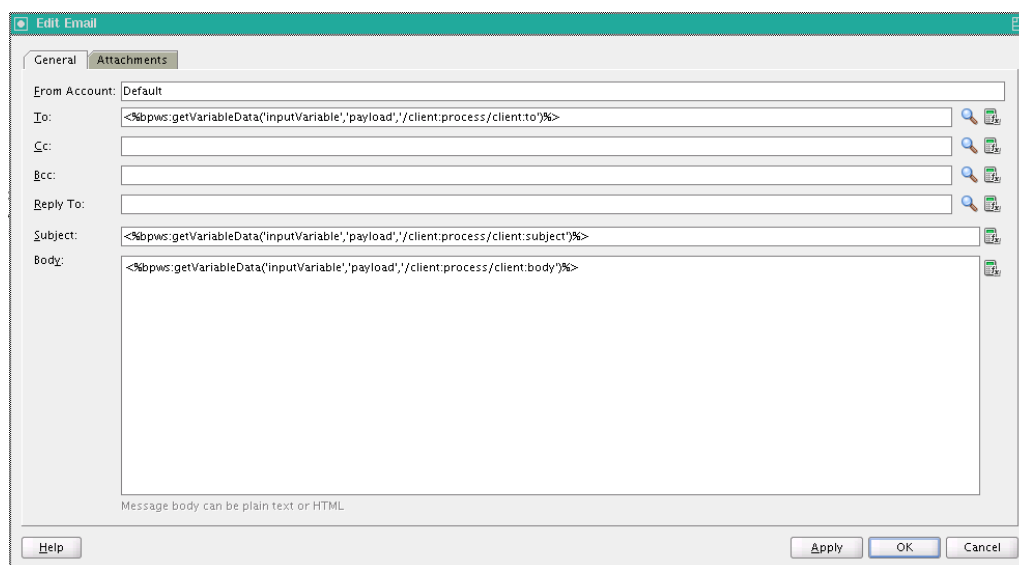 Edit Email
General Attachments
From Account: Default
To: <%bpws:getVariableData('inputVariable','payload','/client:process/client:to')%>
Cc:
Bcc:
Reply To:
Subject: <%bpws:getVariableData('inputVariable','payload','/client:process/client:subject')%>
Body: <%bpws:getVariableData('inputVariable','payload','/client:process/client:body')%>
Message body can be plain text or HTML
Help Apply OK Cancel